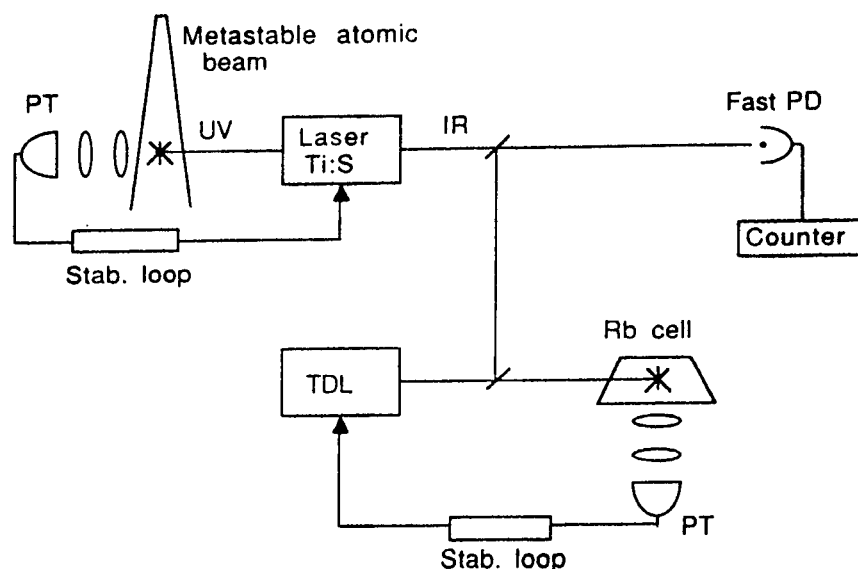 Metastable atomic
beam
PT
UV
Laser
Ti:S
IR
Fast PD
Counter
Stab. loop
Rb cell
TDL
PT
Stab. loop